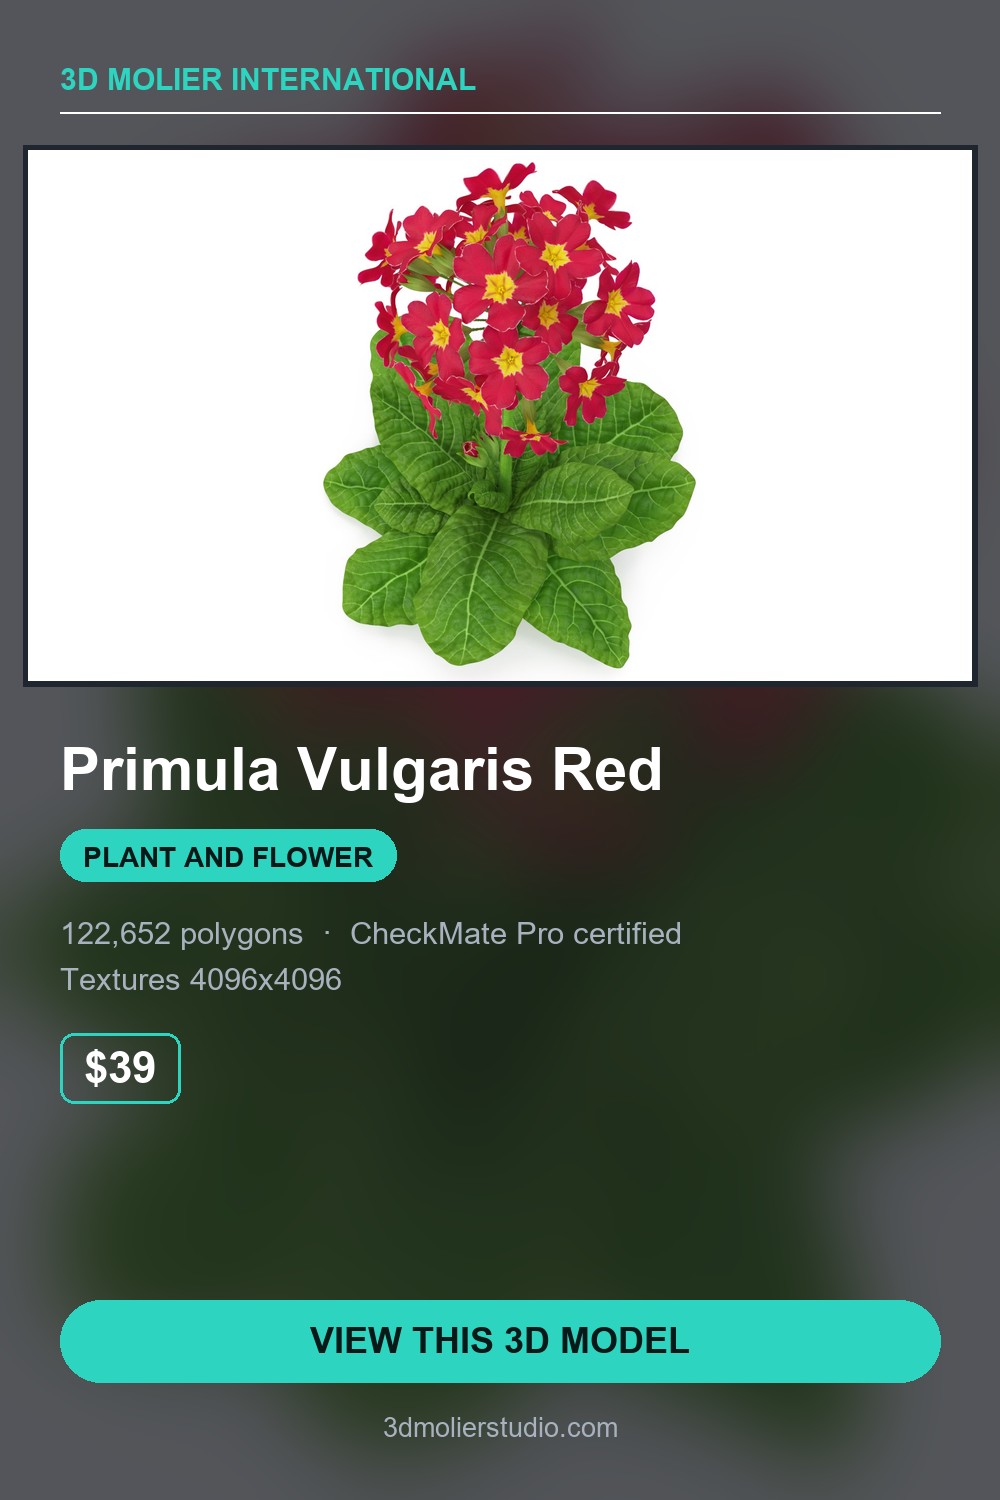 3D MOLIER INTERNATIONAL
Primula Vulgaris Red
PLANT AND FLOWER
122,652 polygons · CheckMate Pro certified
Textures 4096x4096
$39
VIEW THIS 3D MODEL
3dmolierstudio.com